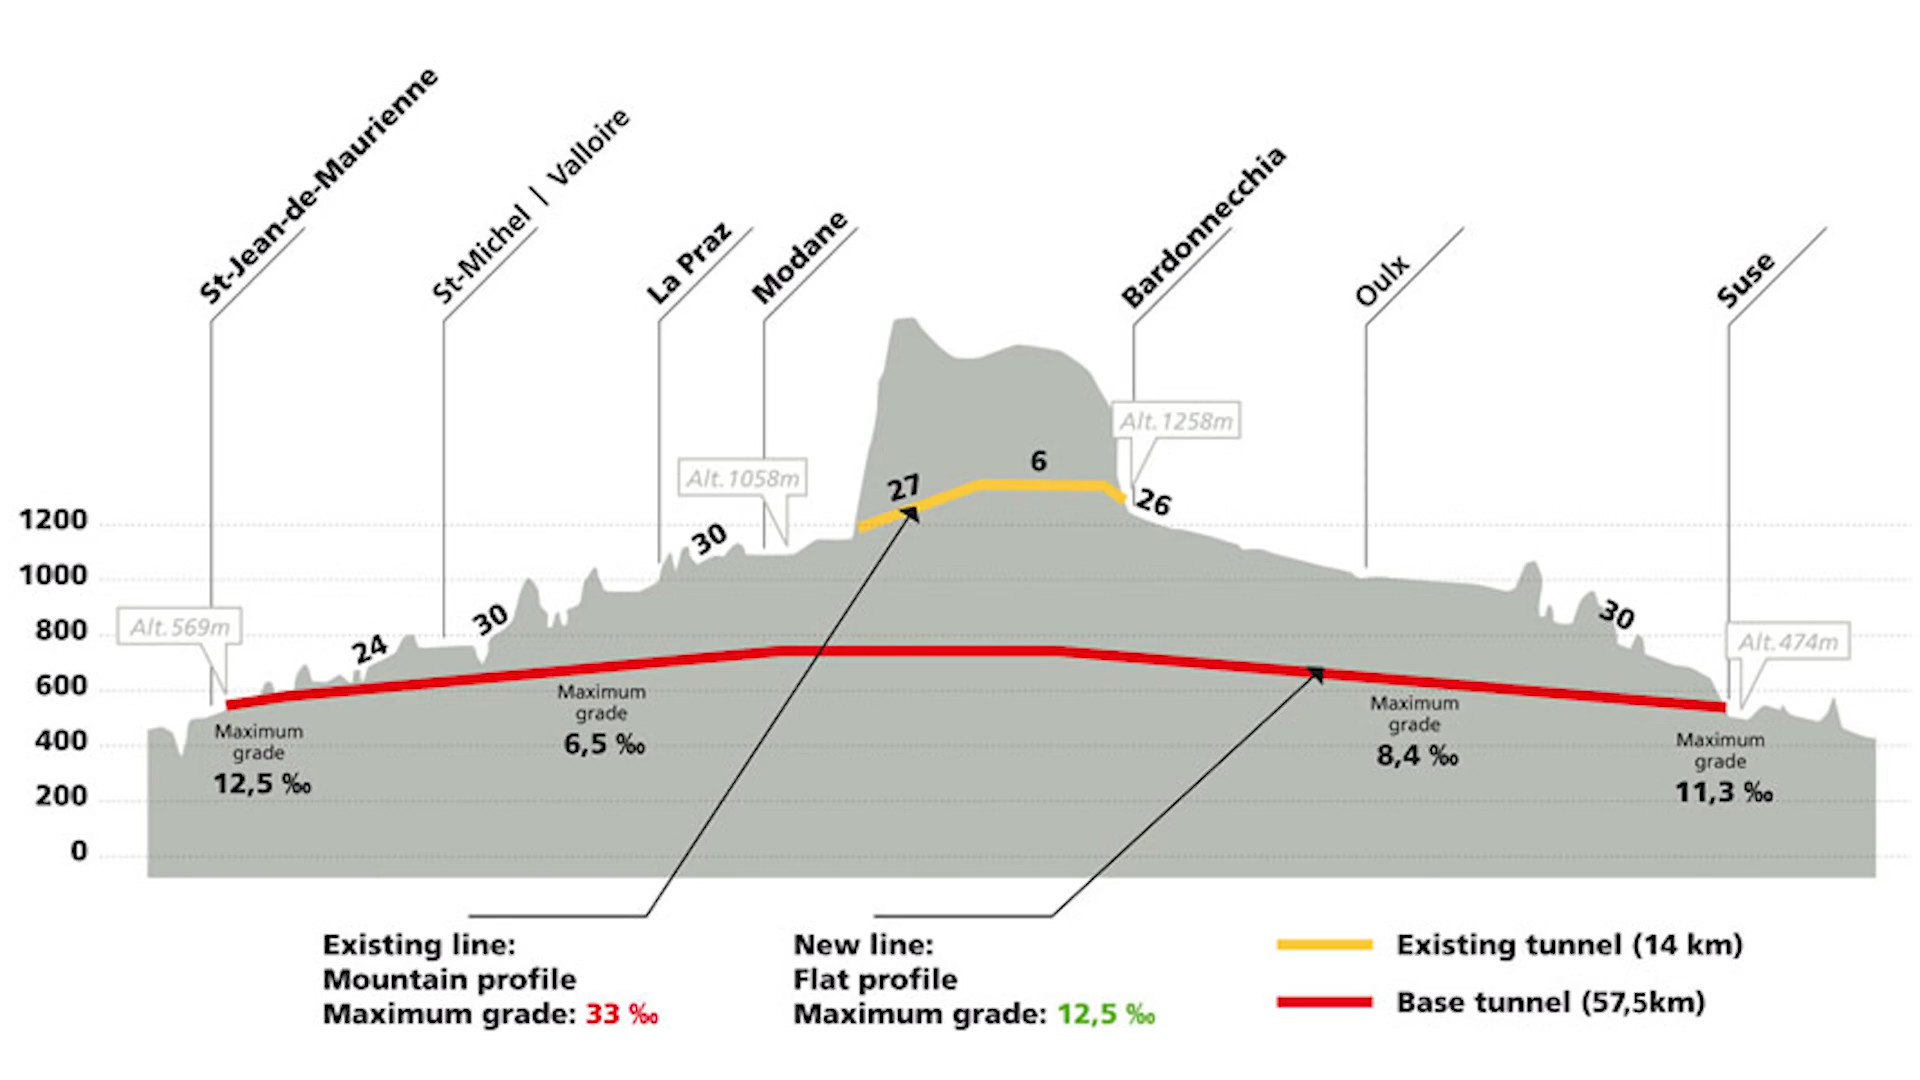 St-Jean-de-Maurienne
St-Michel | Valloire
La Praz
Modane
Bardonnecchia
Oulx
Suse
Alt.1258m
Alt.1058m
6
27
26
1200
30
1000
30
30
Alt.569m
800
24
Alt.474m
600
Maximum
grade
6,5 ‰
Maximum
grade
8,4 ‰
Maximum
grade
12,5 ‰
Maximum
grade
11,3 ‰
400
200
0
Existing line:
Mountain profile
Maximum grade: 33 ‰
New line:
Flat profile
Maximum grade: 12,5 ‰
Existing tunnel (14 km)
Base tunnel (57,5km)